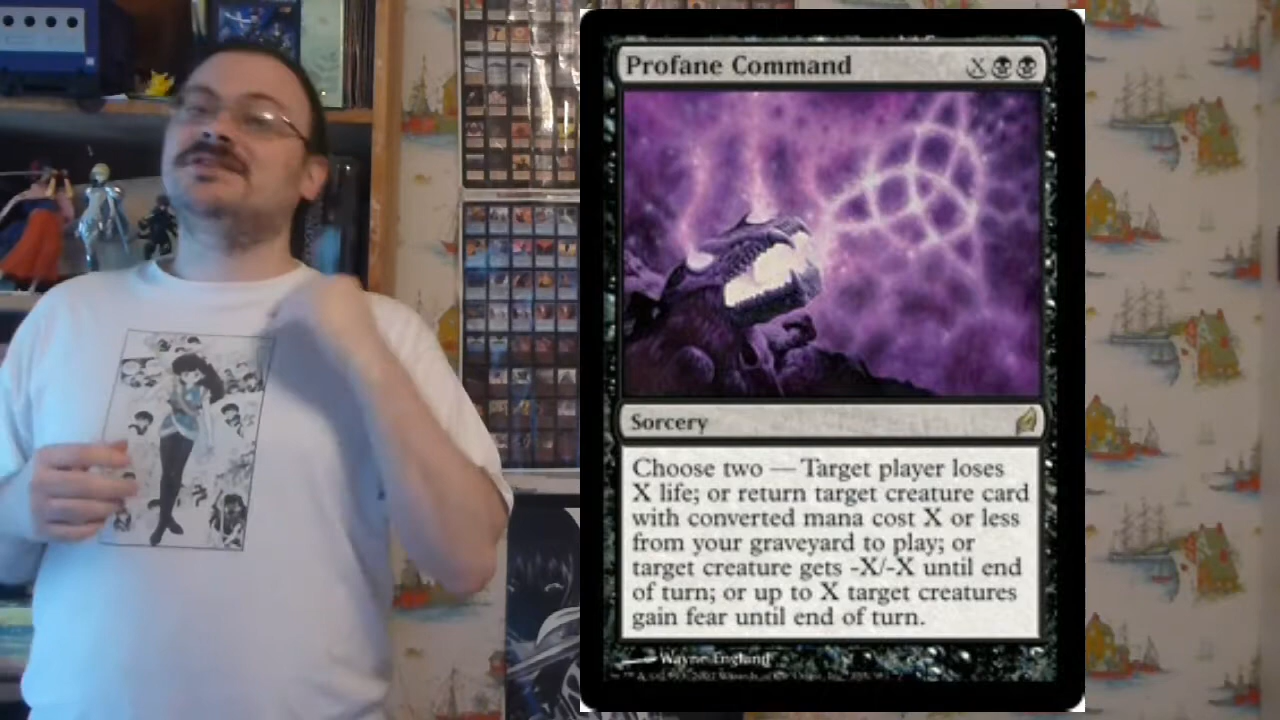 Profane Command
X
Sorcery
Choose two — Target player loses
X life; or return target creature card
with converted mana cost X or less
from your graveyard to play; or
target creature gets -X/-X until end
of turn; or up to X target creatures
gain fear until end of turn.
Wayne England